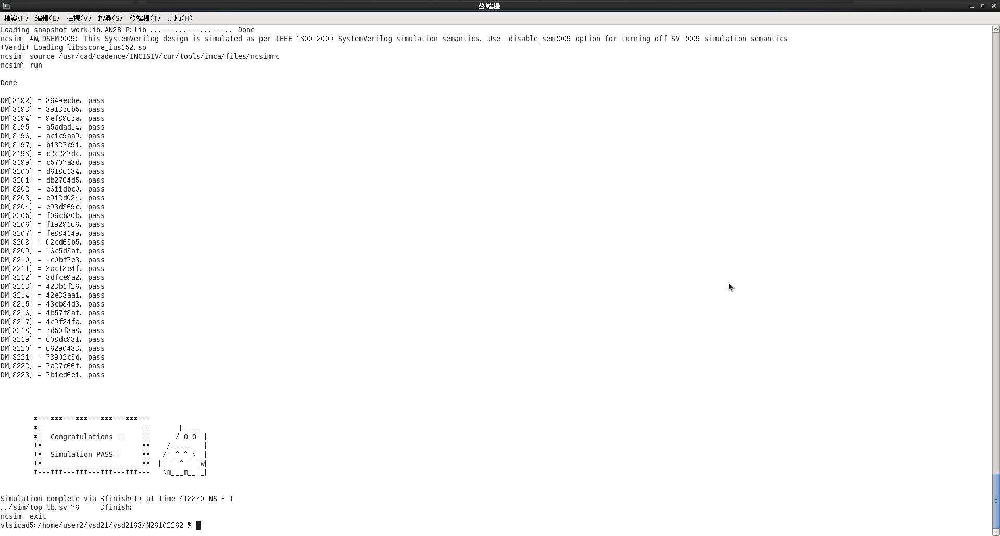 終端機
檔案(F) 編輯(E) 檢視(V) 搜尋(S) 終端機(T) 求助(H)
Loading snapshot worklib.AN2B1P:lib .................... Done
ncsim: *W,DSEM2009: This SystemVerilog design is simulated as per IEEE 1800-2009 SystemVerilog simulation semantics. Use -disable_sem2009 option for turning off SV 2009 simulation semantics.
*Verdi* Loading libsscore_ius152.so
ncsim> source /usr/cad/cadence/INCISIV/cur/tools/inca/files/ncsimrc
ncsim> run
Done
DM[8192] = 8649ecbe, pass
DM[8193] = 891356b5, pass
DM[8194] = 9ef8965a, pass
DM[8195] = a5adad14, pass
DM[8196] = ac1c9aa9, pass
DM[8197] = b1327c91, pass
DM[8198] = c2c287dc, pass
DM[8199] = c5707a3d, pass
DM[8200] = d6186134, pass
DM[8201] = db2764d5, pass
DM[8202] = e611dbc0, pass
DM[8203] = e912d024, pass
DM[8204] = e93d369e, pass
DM[8205] = f06cb80b, pass
DM[8206] = f1929166, pass
DM[8207] = fe884149, pass
DM[8208] = 02cd65b5, pass
DM[8209] = 16c5d5af, pass
DM[8210] = 1e0bf7e8, pass
DM[8211] = 3ac18e4f, pass
DM[8212] = 3dfce9a2, pass
DM[8213] = 423b1f26, pass
DM[8214] = 42e38aa1, pass
DM[8215] = 43eb84d8, pass
DM[8216] = 4b57f8af, pass
DM[8217] = 4c9f24fa, pass
DM[8218] = 5d50f3a8, pass
DM[8219] = 608dc931, pass
DM[8220] = 66290483, pass
DM[8221] = 73902c5d, pass
DM[8222] = 7a27c66f, pass
DM[8223] = 7b1ed6e1, pass
****************************
**                        **       |__||
**  Congratulations !!    **      / O.O  |
**                        **    /_____   |
**  Simulation PASS!!     **   /^ ^ ^ \  |
**                        **  |^ ^ ^ ^ |w|
****************************   \m___m__|_|
Simulation complete via $finish(1) at time 418850 NS + 1
../sim/top_tb.sv:76     $finish;
ncsim> exit
vlsicad5:/home/user2/vsd21/vsd2163/N26102262 %